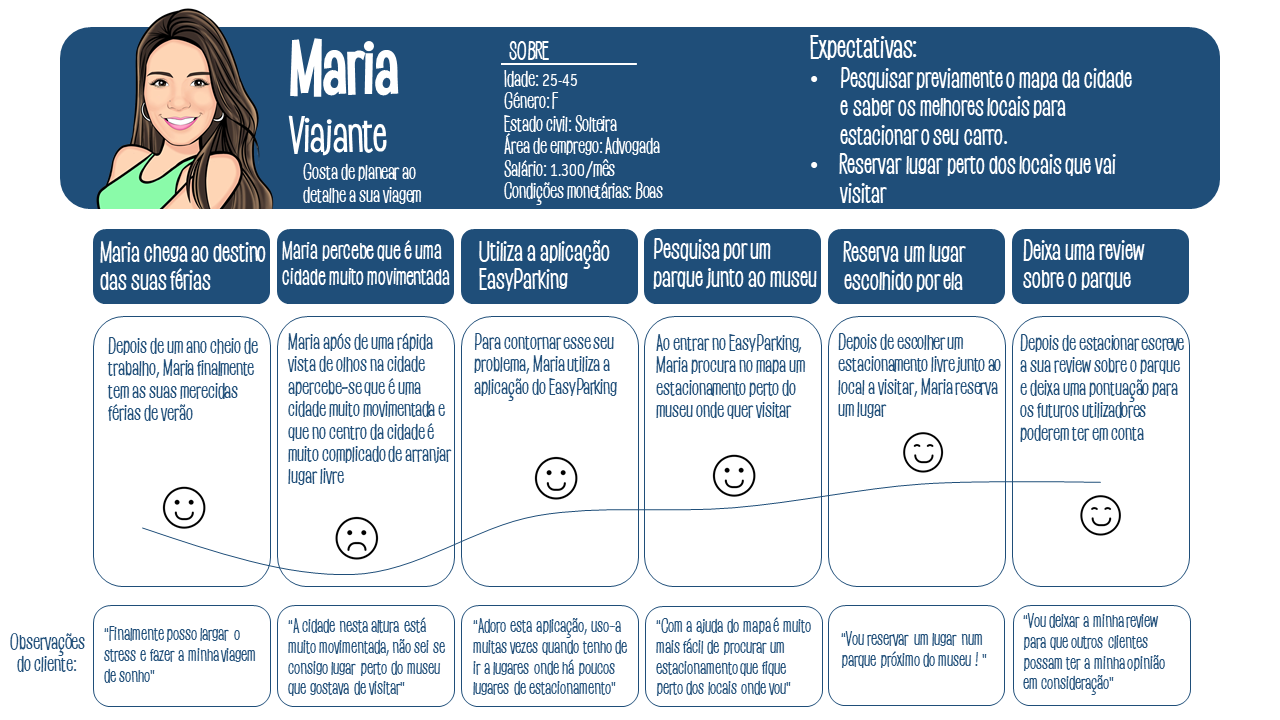 Maria
Viajante
Gosta de planear ao
detalhe a sua viagem
SOBRE
Idade: 25-45
Género: F
Estado civil: Solteira
Área de emprego: Advogada
Salário: 1.300/mês
Condições monetárias: Boas
Expectativas:
• Pesquisar previamente o mapa da cidade
e saber os melhores locais para
estacionar o seu carro.
• Reservar lugar perto dos locais que vai
visitar
Maria chega ao destino
das suas férias
Maria percebe que é uma
cidade muito movimentada
Utiliza a aplicação
EasyParking
Pesquisa por um
parque junto ao museu
Reserva um lugar
escolhido por ela
Deixa uma review
sobre o parque
Depois de um ano cheio de
trabalho, Maria finalmente
tem as suas merecidas
férias de verão
Maria após de uma rápida
vista de olhos na cidade
apercebe-se que é uma
cidade muito movimentada e
que no centro da cidade é
muito complicado de arranjar
lugar livre
Para contornar esse seu
problema, Maria utiliza a
aplicação do EasyParking
Ao entrar no EasyParking,
Maria procura no mapa um
estacionamento perto do
museu onde quer visitar
Depois de escolher um
estacionamento livre junto ao
local a visitar, Maria reserva
um lugar
Depois de estacionar escreve
a sua review sobre o parque
e deixa uma pontuação para
os futuros utilizadores
poderem ter em conta
Observações
do cliente:
"Finalmente posso largar o
stress e fazer a minha viagem
de sonho"
"A cidade nesta altura está
muito movimentada, não sei se
consigo lugar perto do museu
que gostava de visitar"
"Adoro esta aplicação, uso-a
muitas vezes quando tenho de
ir a lugares onde há poucos
lugares de estacionamento"
"Com a ajuda do mapa é muito
mais fácil de procurar um
estacionamento que fique
perto dos locais onde vou"
"Vou reservar um lugar num
parque próximo do museu ! "
"Vou deixar a minha review
para que outros clientes
possam ter a minha opinião
em consideração"